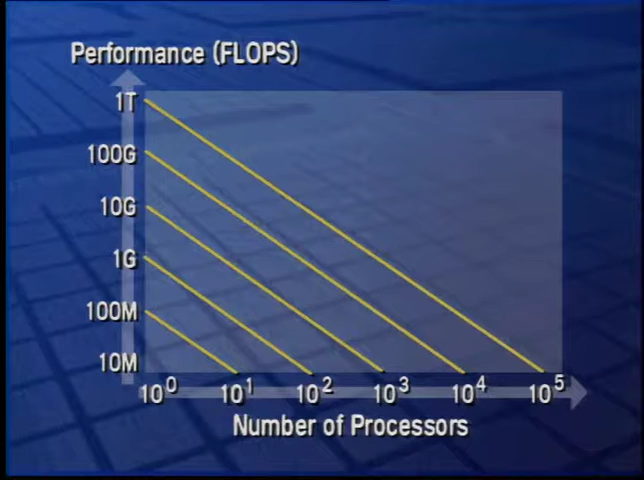 Performance (FLOPS)
1T
100G
10G
1G
100M
10M
10^0 10^1 10^2 10^3 10^4 10^5
Number of Processors